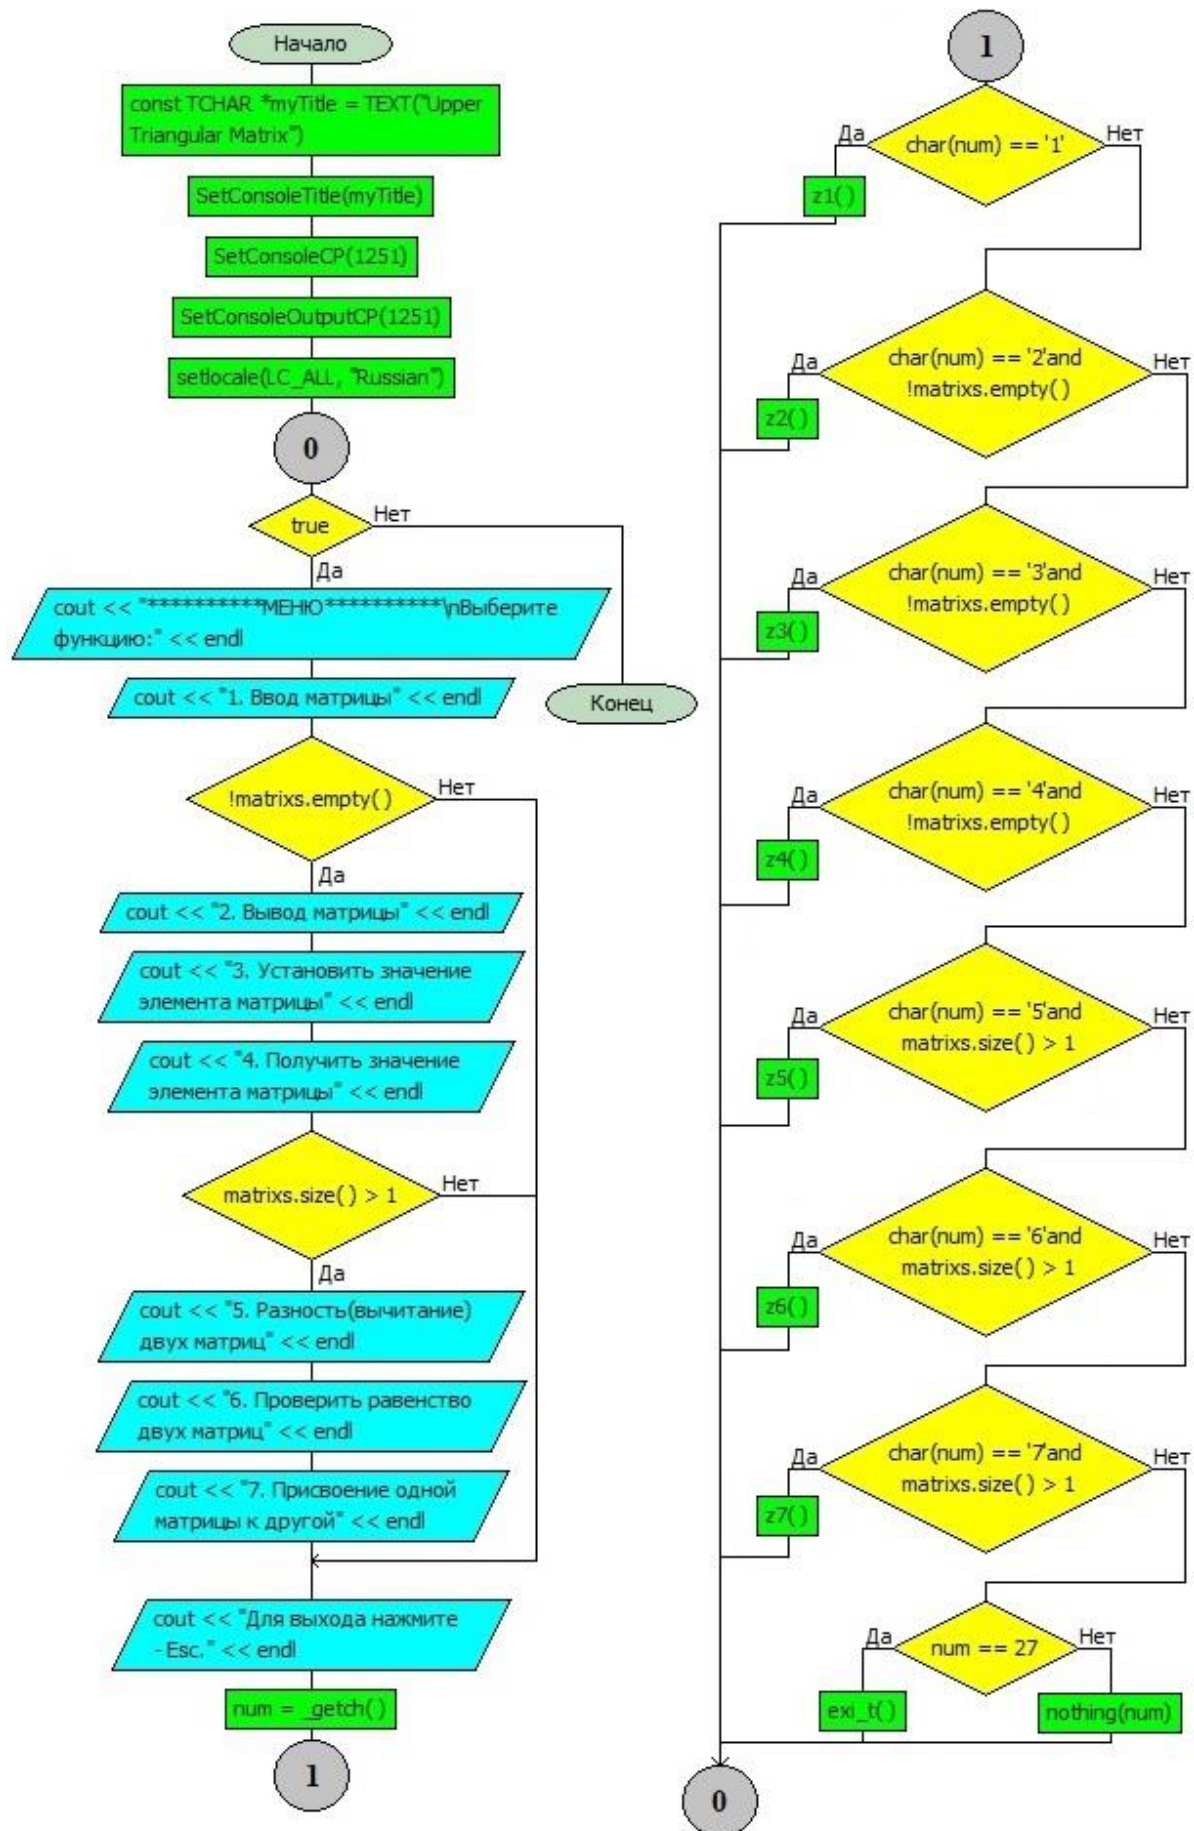 Начало
const TCHAR *myTitle = TEXT("Upper
Triangular Matrix")
SetConsoleTitle(myTitle)
SetConsoleCP(1251)
SetConsoleOutputCP(1251)
setlocale(LC_ALL, "Russian")
0
true
Нет
Да
cout << "**********МЕНЮ**********\nВыберите
функцию:" << endl
cout << "1. Ввод матрицы" << endl
Конец
!matrixs.empty()
Нет
Да
cout << "2. Вывод матрицы" << endl
cout << "3. Установить значение
элемента матрицы" << endl
cout << "4. Получить значение
элемента матрицы" << endl
matrixs.size() > 1
Нет
Да
cout << "5. Разность(вычитание)
двух матриц" << endl
cout << "6. Проверить равенство
двух матриц" << endl
cout << "7. Присвоение одной
матрицы к другой" << endl
cout << "Для выхода нажмите
- Esc." << endl
num = _getch()
1
1
Да
char(num) == '1'
Нет
z1()
Да
char(num) == '2'and
!matrixs.empty()
Нет
z2()
Да
char(num) == '3'and
!matrixs.empty()
Нет
z3()
Да
char(num) == '4'and
!matrixs.empty()
Нет
z4()
Да
char(num) == '5'and
matrixs.size() > 1
Нет
z5()
Да
char(num) == '6'and
matrixs.size() > 1
Нет
z6()
Да
char(num) == '7'and
matrixs.size() > 1
Нет
z7()
Да
num == 27
Нет
exi_t()
nothing(num)
0